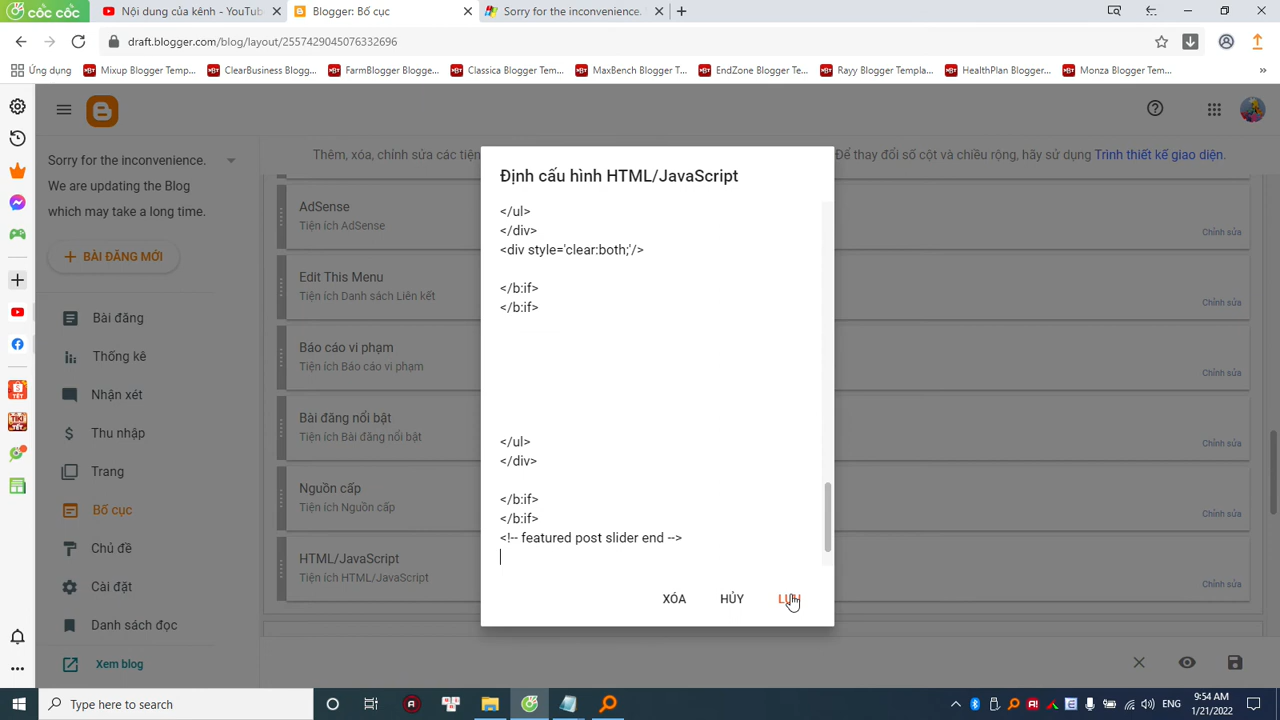 cốc cốc
Nội dung của kênh - YouTub
Blogger: Bố cục
Sorry for the inconvenience.
draft.blogger.com/blog/layout/2557429045076332696
Ứng dụng
Mixup Blogger Temp...
ClearBusiness Blogg...
FarmBlogger Blogge...
Classica Blogger Tem...
MaxBench Blogger T...
EndZone Blogger Te...
Rayy Blogger Templa...
HealthPlan Blogger...
Monza Blogger Tem...
Sorry for the inconvenience.
We are updating the Blog
which may take a long time.
BÀI ĐĂNG MỚI
Bài đăng
Thống kê
Nhận xét
Thu nhập
Trang
Bố cục
Chủ đề
Cài đặt
Danh sách đọc
Xem blog
Thêm, xóa, chỉnh sửa các tiện
Để thay đổi số cột và chiều rộng, hãy sử dụng Trình thiết kế giao diện.
AdSense
Tiện ích AdSense
Chỉnh sửa
Edit This Menu
Tiện ích Danh sách Liên kết
Chỉnh sửa
Báo cáo vi phạm
Tiện ích Báo cáo vi phạm
Chỉnh sửa
Bài đăng nổi bật
Tiện ích Bài đăng nổi bật
Chỉnh sửa
Nguồn cấp
Tiện ích Nguồn cấp
Chỉnh sửa
HTML/JavaScript
Tiện ích HTML/JavaScript
Chỉnh sửa
Định cấu hình HTML/JavaScript
</ul>
</div>
<div style='clear:both;'/>
</b:if>
</b:if>
</ul>
</div>
</b:if>
</b:if>
<!-- featured post slider end -->
XÓA
HỦY
Type here to search
ENG
9:54 AM
1/21/2022